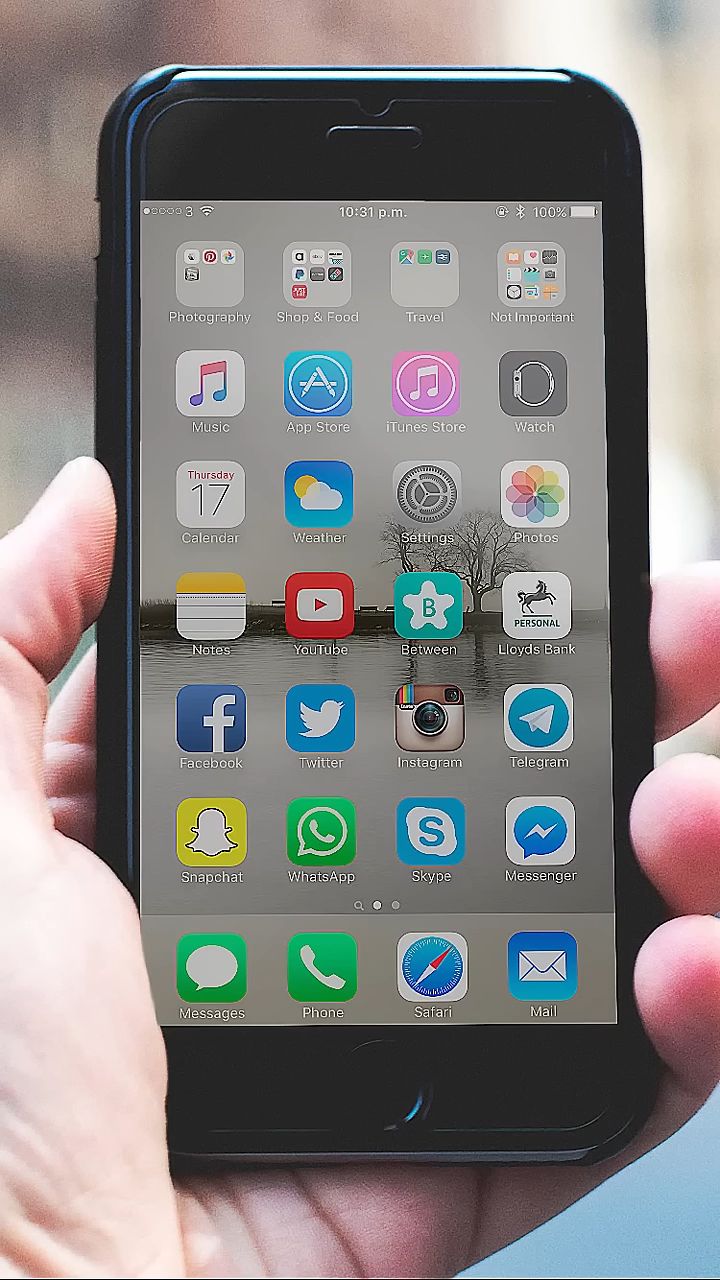 3 10:31 p.m. 100%
Photography Shop & Food Travel Not Important
Music App Store iTunes Store Watch
Thursday
17
Calendar Weather Settings Photos
B
PERSONAL
Notes YouTube Between Lloyds Bank
Facebook Twitter Instagram Telegram
Snapchat WhatsApp Skype Messenger
Messages Phone Safari Mail